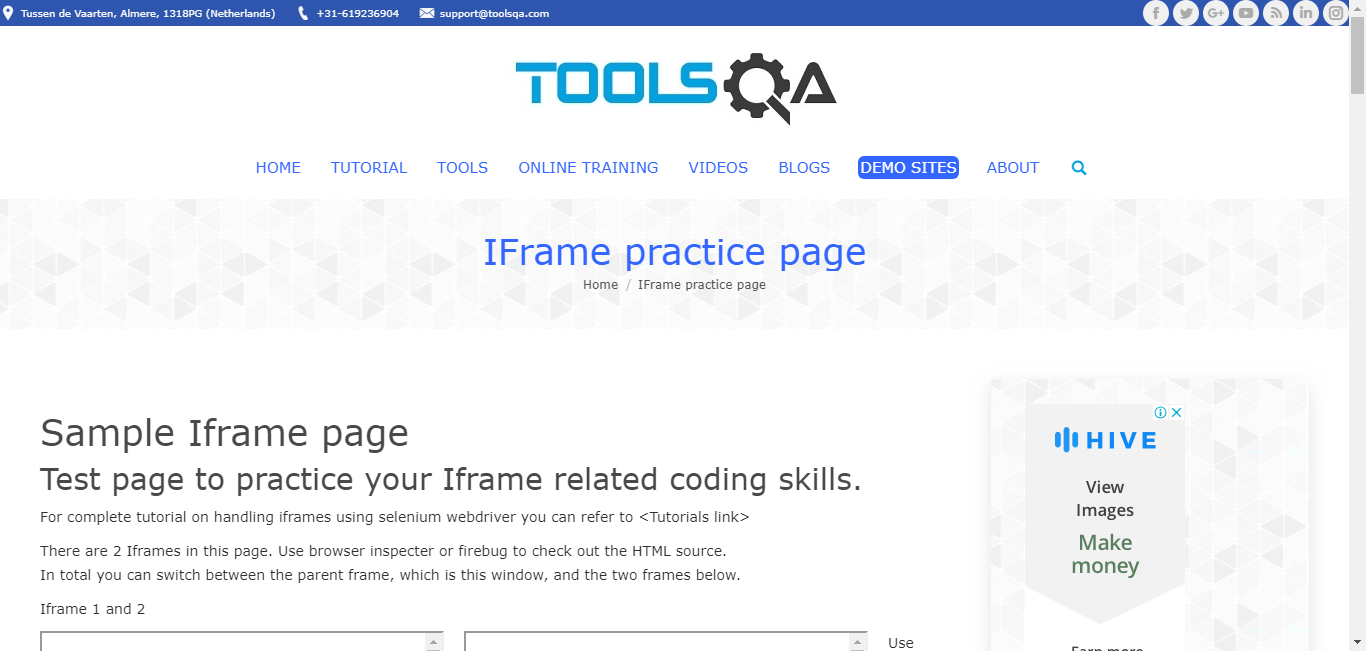 Tussen de Vaarten, Almere, 1318PG (Netherlands) +31-619236904 support@toolsqa.com
TOOLSQA
HOME TUTORIAL TOOLS ONLINE TRAINING VIDEOS BLOGS DEMO SITES ABOUT
IFrame practice page
Home / IFrame practice page
Sample Iframe page
Test page to practice your Iframe related coding skills.
For complete tutorial on handling iframes using selenium webdriver you can refer to <Tutorials link>
There are 2 Iframes in this page. Use browser inspecter or firebug to check out the HTML source.
In total you can switch between the parent frame, which is this window, and the two frames below.
Iframe 1 and 2
Use
HIVE
View
Images
Make
money
Earn more